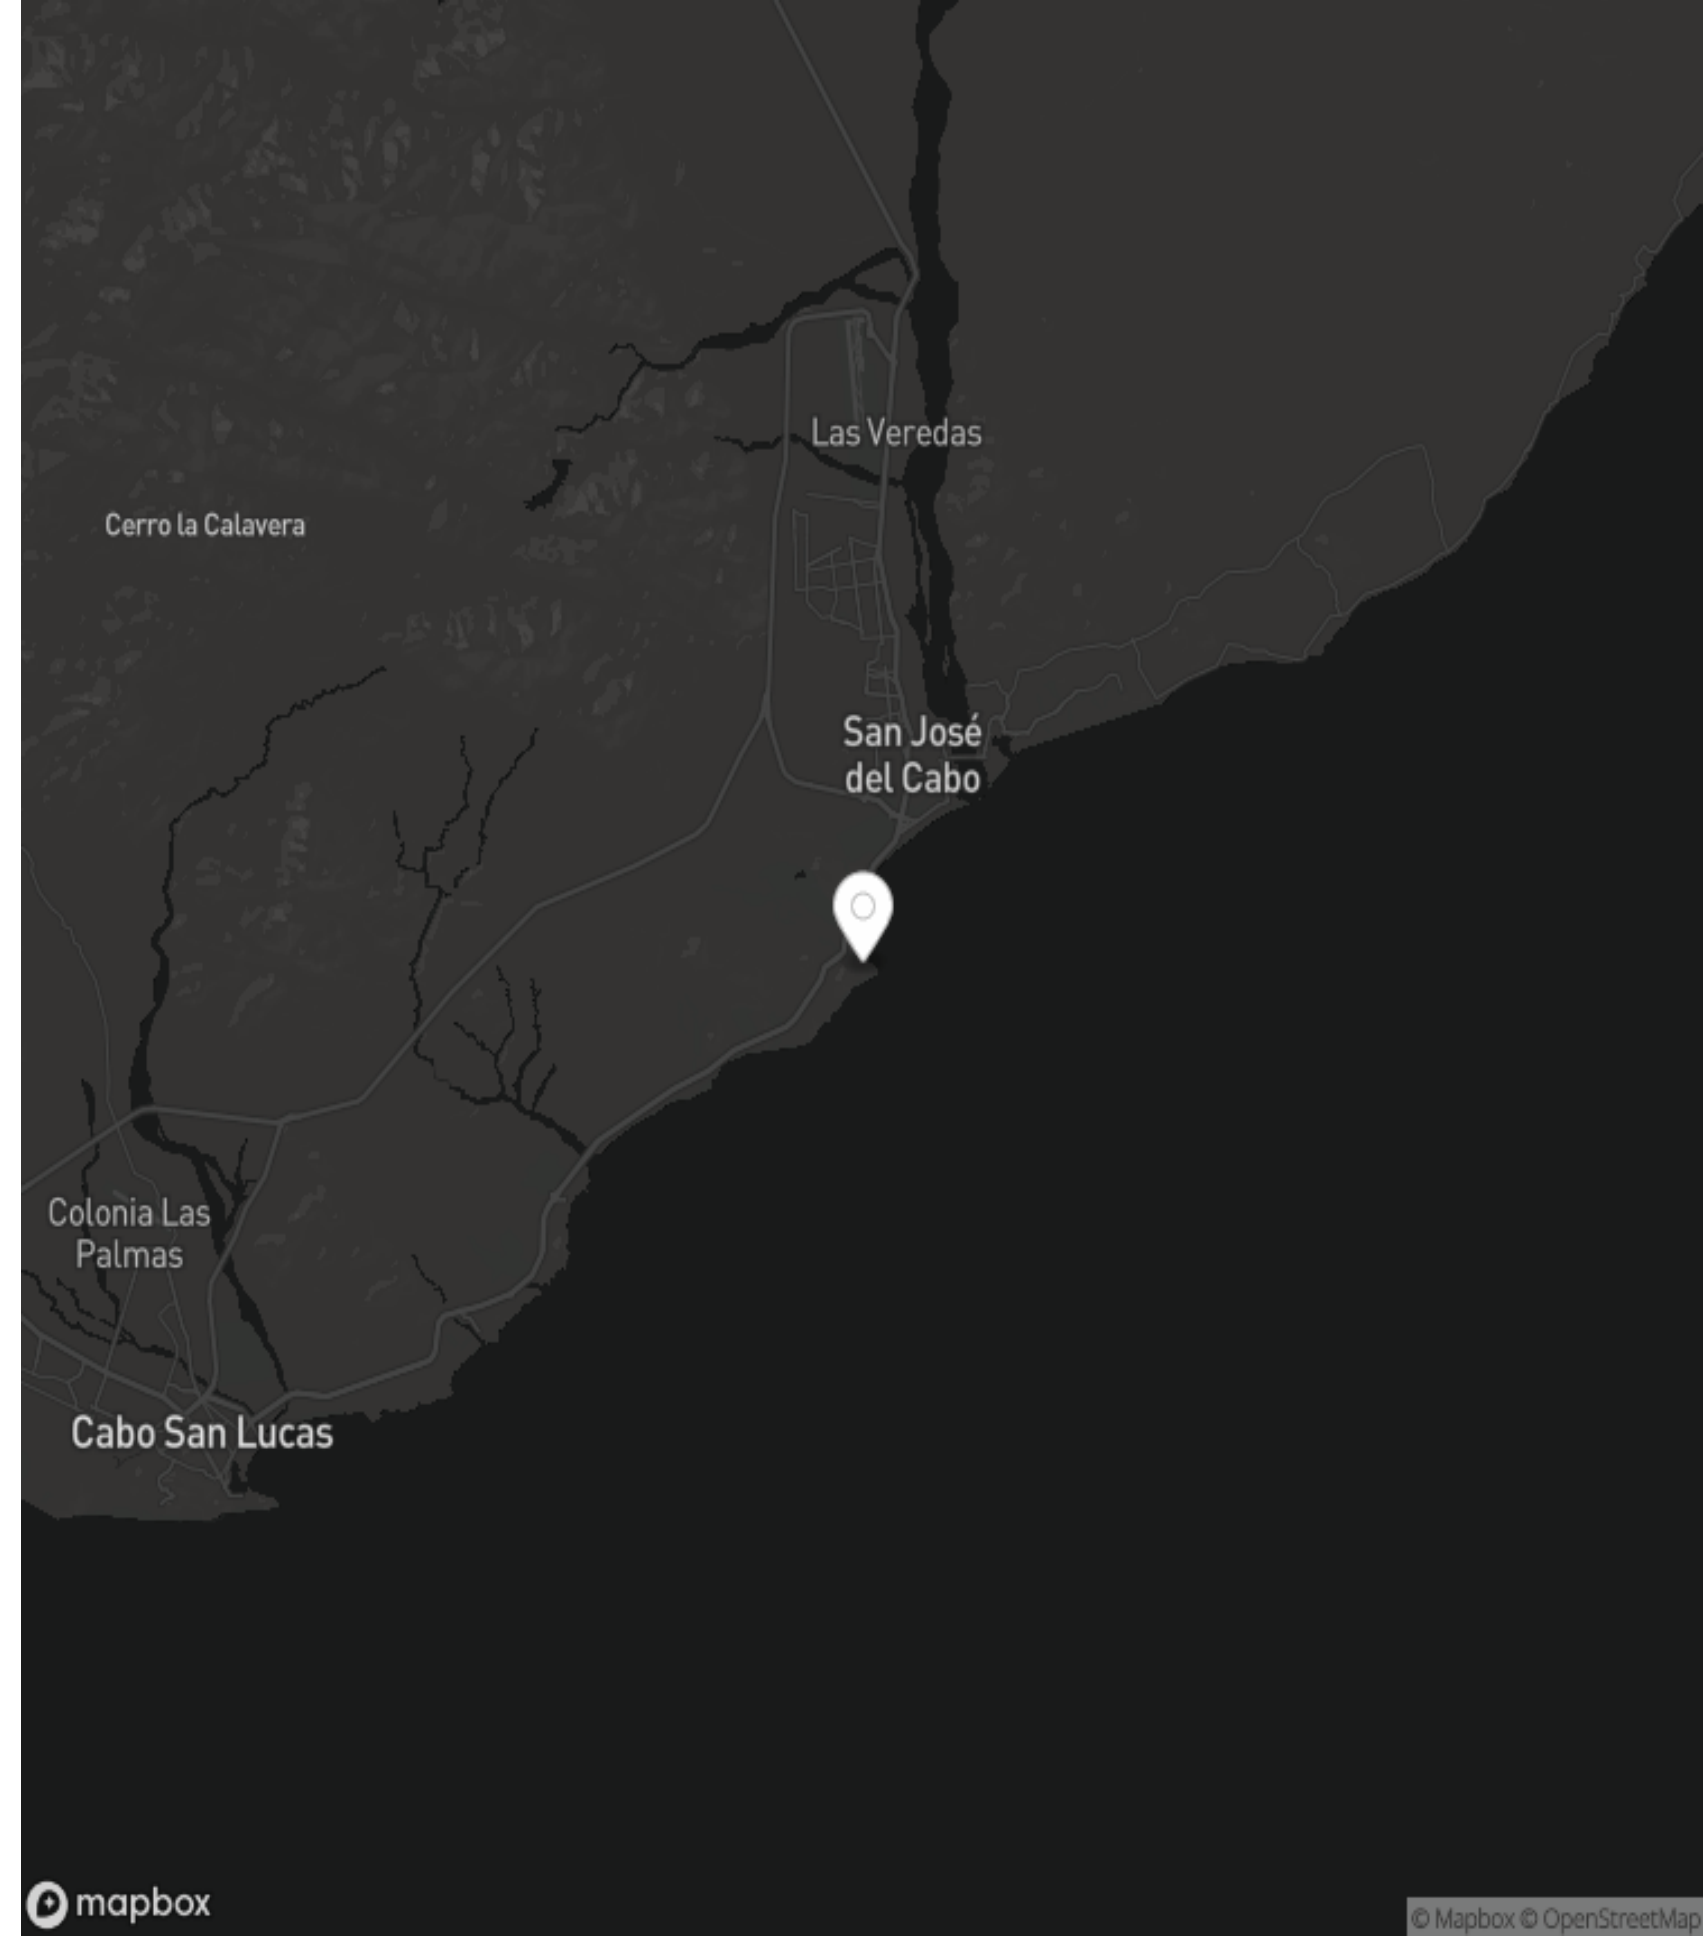 Las Veredas
Cerro la Calavera
San José
del Cabo
Colonia Las
Palmas
Cabo San Lucas
mapbox
© Mapbox © OpenStreetMap